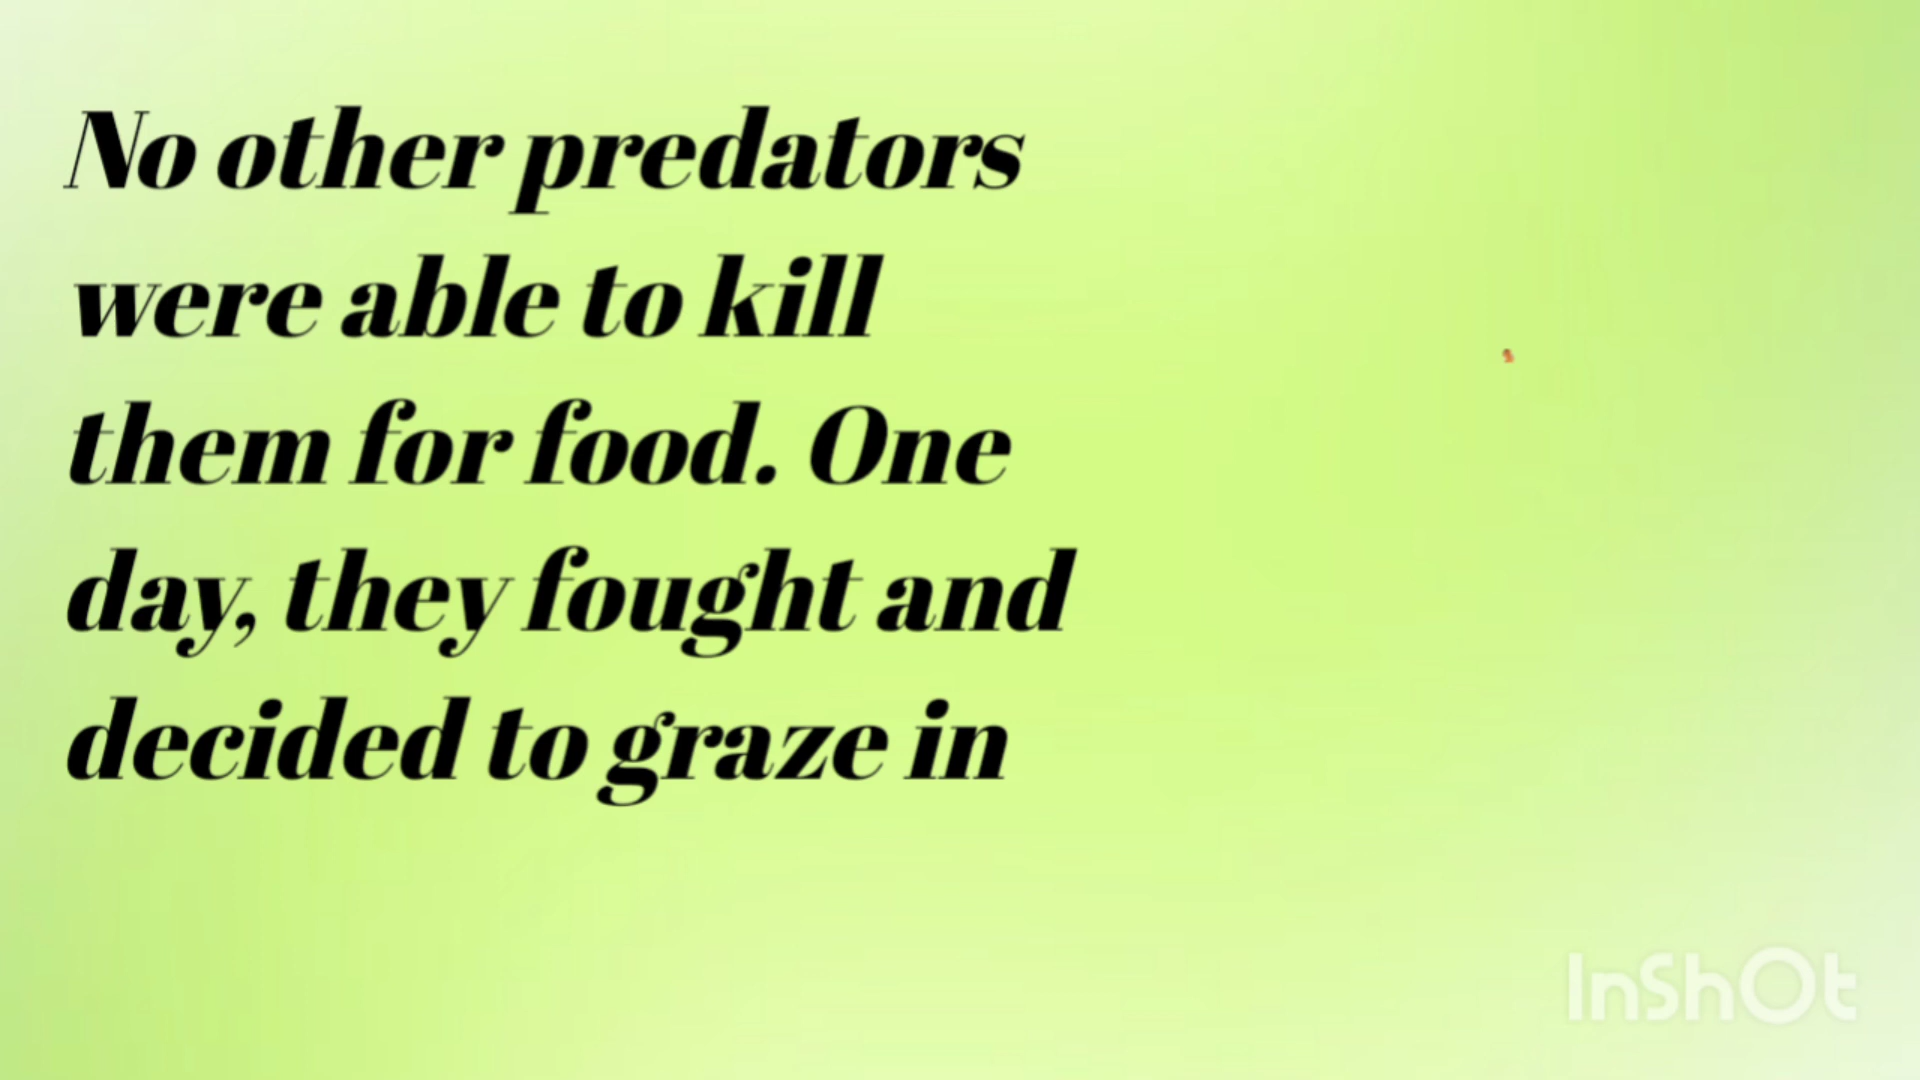 No other predators
were able to kill
them for food. One
day, they fought and
decided to graze in
InShOt